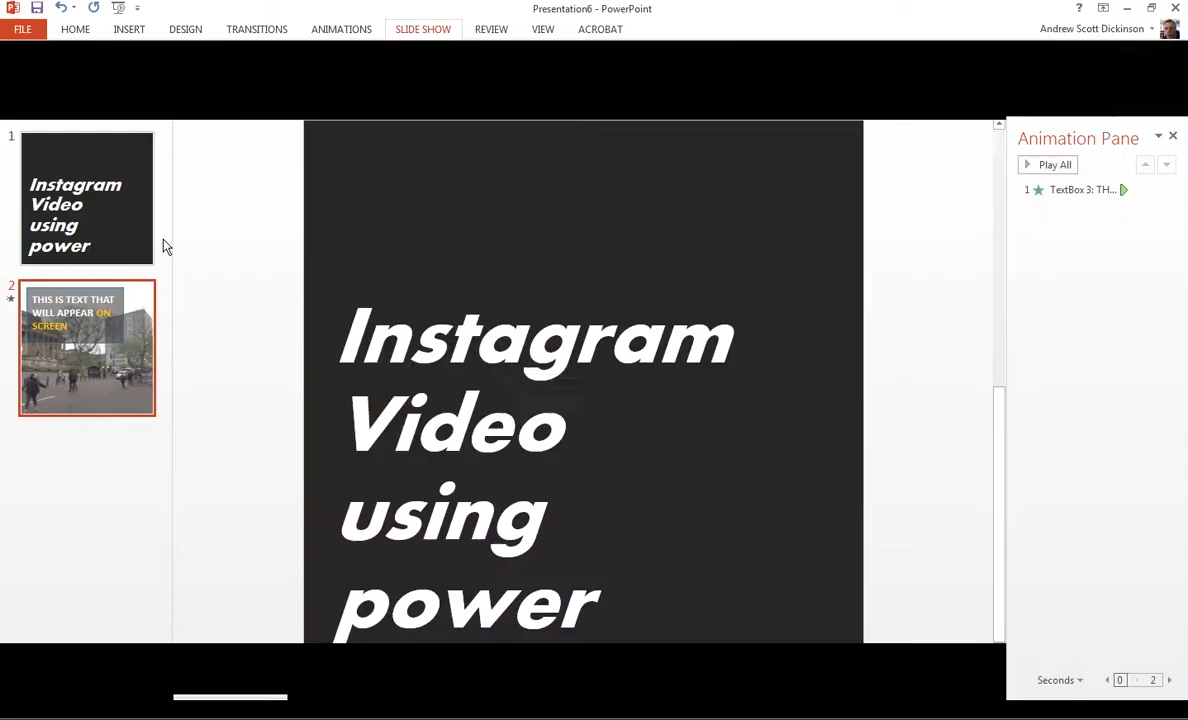 Presentation6 - PowerPoint
?
FILE HOME INSERT DESIGN TRANSITIONS ANIMATIONS SLIDE SHOW REVIEW VIEW ACROBAT
Andrew Scott Dickinson
1
Instagram
Video
using
power
2
THIS IS TEXT THAT
WILL APPEAR ON
SCREEN
Instagram
Video
using
power
Animation Pane
Play All
1 TextBox 3: TH...
Seconds 0 2